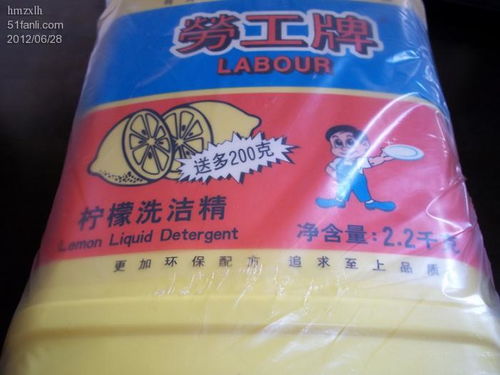 hmzxlh
51fanli.com
2012/06/28
勞工牌
LABOUR
送多200克
柠檬洗洁精
Lemon Liquid Detergent
净含量:2.2千克
更加环保配方 追求至上品质